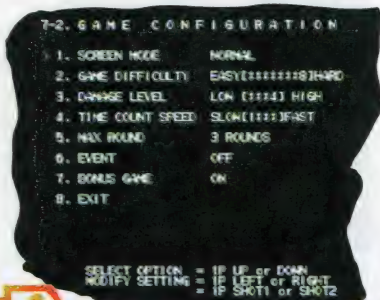 7-2. GAME CONFIGURATION
1. SCREEN MODE NORMAL
2. GAME DIFFICULTY EASY[*******8]HARD
3. DAMAGE LEVEL LOW [***4] HIGH
4. TIME COUNT SPEED SLOW[****]FAST
5. MAX ROUND 3 ROUNDS
6. EVENT OFF
7. BONUS GAME ON
8. EXIT
SELECT OPTION = 1P UP or DOWN
MODIFY SETTING = 1P LEFT or RIGHT
= 1P SHOT1 or SHOT2